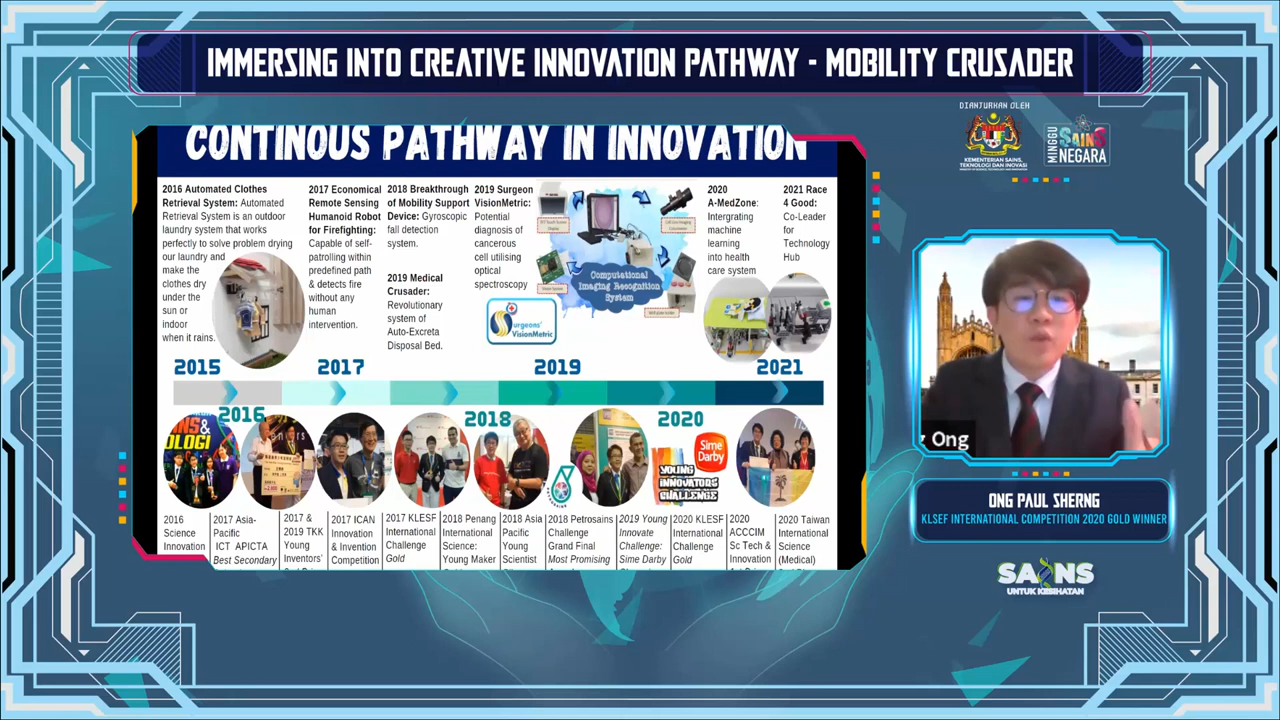 IMMERSING INTO CREATIVE INNOVATION PATHWAY - MOBILITY CRUSADER
DIANJURKAN OLEH
KEMENTERIAN SAINS,
TEKNOLOGI DAN INOVASI
MINGGU
SAINS
NEGARA
CONTINOUS PATHWAY IN INNOVATION
2016 Automated Clothes
Retrieval System: Automated
Retrieval System is an outdoor
laundry system that works
perfectly to solve problem drying
our laundry and
make the
clothes dry
under the
sun or
indoor
when it rains.
2017 Economical
Remote Sensing
Humanoid Robot
for Firefighting:
Capable of self-
patrolling within
predefined path
& detects fire
without any
human
intervention.
2018 Breakthrough
of Mobility Support
Device: Gyroscopic
fall detection
system.
2019 Medical
Crusader:
Revolutionary
system of
Auto-Excreta
Disposal Bed.
2019 Surgeon
VisionMetric:
Potential
diagnosis of
cancerous
cell utilising
optical
spectroscopy
Computational
Imaging Recognition
System
Surgeons'
VisionMetric
2020
A-MedZone:
Intergrating
machine
learning
into health
care system
2021 Race
4 Good:
Co-Leader
for
Technology
Hub
2015
2017
2019
2021
2016
2018
2020
YOUNG
INNOVATORS
CHALLENGE
Sime
Darby
2016
Science
Innovation
2017 Asia-
Pacific
ICT APICTA
Best Secondary
2017 &
2019 TKK
Young
Inventors'
2017 ICAN
Innovation
& Invention
Competition
2017 KLESF
International
Challenge
Gold
2018 Penang
International
Science:
Young Maker
2018 Asia
Pacific
Young
Scientist
2018 Petrosains
Challenge
Grand Final
Most Promising
2019 Young
Innovate
Challenge:
Sime Darby
2020 KLESF
International
Challenge
Gold
2020
ACCCIM
Sc Tech &
Innovation
2020 Taiwan
International
Science
(Medical)
Ong
ONG PAUL SHERNG
KLSEF INTERNATIONAL COMPETITION 2020 GOLD WINNER
SAINS
UNTUK KESIHATAN